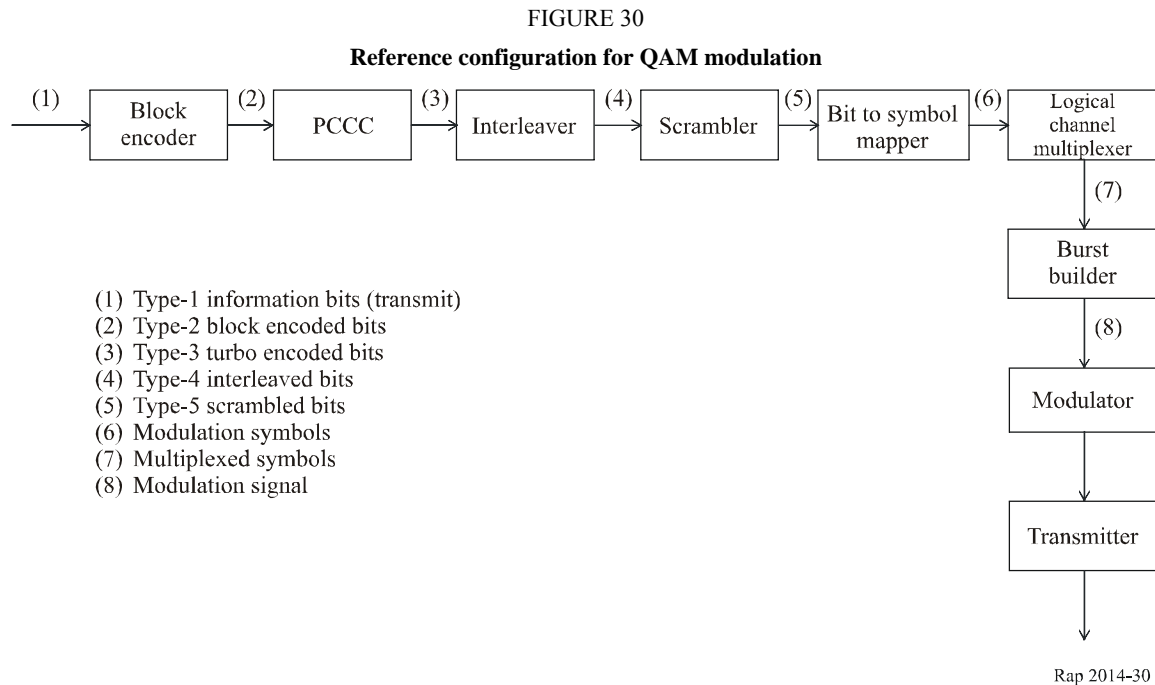 FIGURE 30
Reference configuration for QAM modulation
(1)
Block
encoder
(2)
PCCC
(3)
Interleaver
(4)
Scrambler
(5)
Bit to symbol
mapper
(6)
Logical
channel
multiplexer
(7)
Burst
builder
(8)
Modulator
Transmitter
(1) Type-1 information bits (transmit)
(2) Type-2 block encoded bits
(3) Type-3 turbo encoded bits
(4) Type-4 interleaved bits
(5) Type-5 scrambled bits
(6) Modulation symbols
(7) Multiplexed symbols
(8) Modulation signal
Rap 2014-30